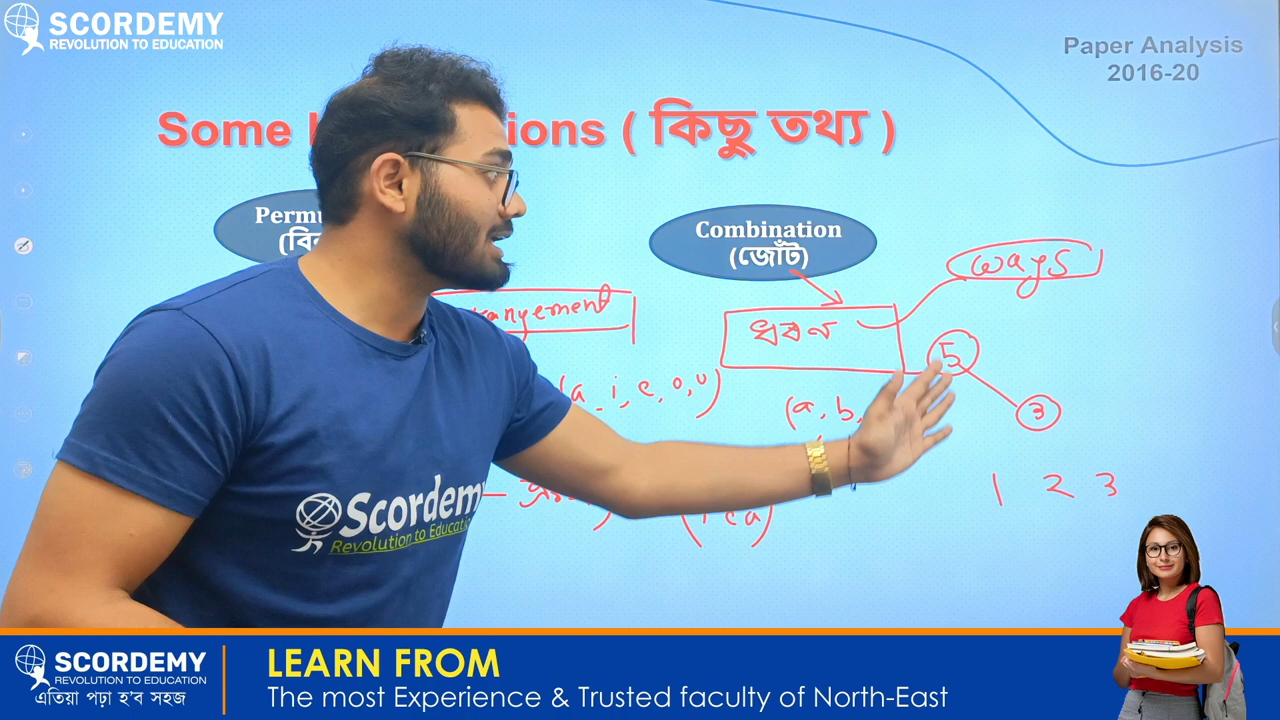 SCORDEMY
REVOLUTION TO EDUCATION
Paper Analysis
2016-20
Some
( কিছু তথ্য )
Combination
(জোঁট)
ways
ধৰণ
5
3
(a, i, e, o, u)
(a, b,
1 2 3
(i e a)
Scordemy
Revolution to Education
SCORDEMY
REVOLUTION TO EDUCATION
এতিয়া পঢ়া হ'ব সহজ
LEARN FROM
The most Experience & Trusted faculty of North-East